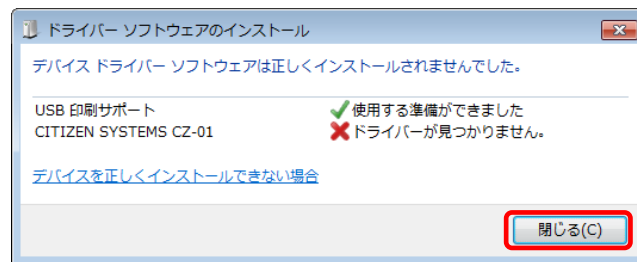 ドライバー ソフトウェアのインストール
デバイス ドライバー ソフトウェアは正しくインストールされませんでした。
USB 印刷サポート ✔使用する準備ができました
CITIZEN SYSTEMS CZ-01 ✖ドライバーが見つかりません。
デバイスを正しくインストールできない場合
閉じる(C)